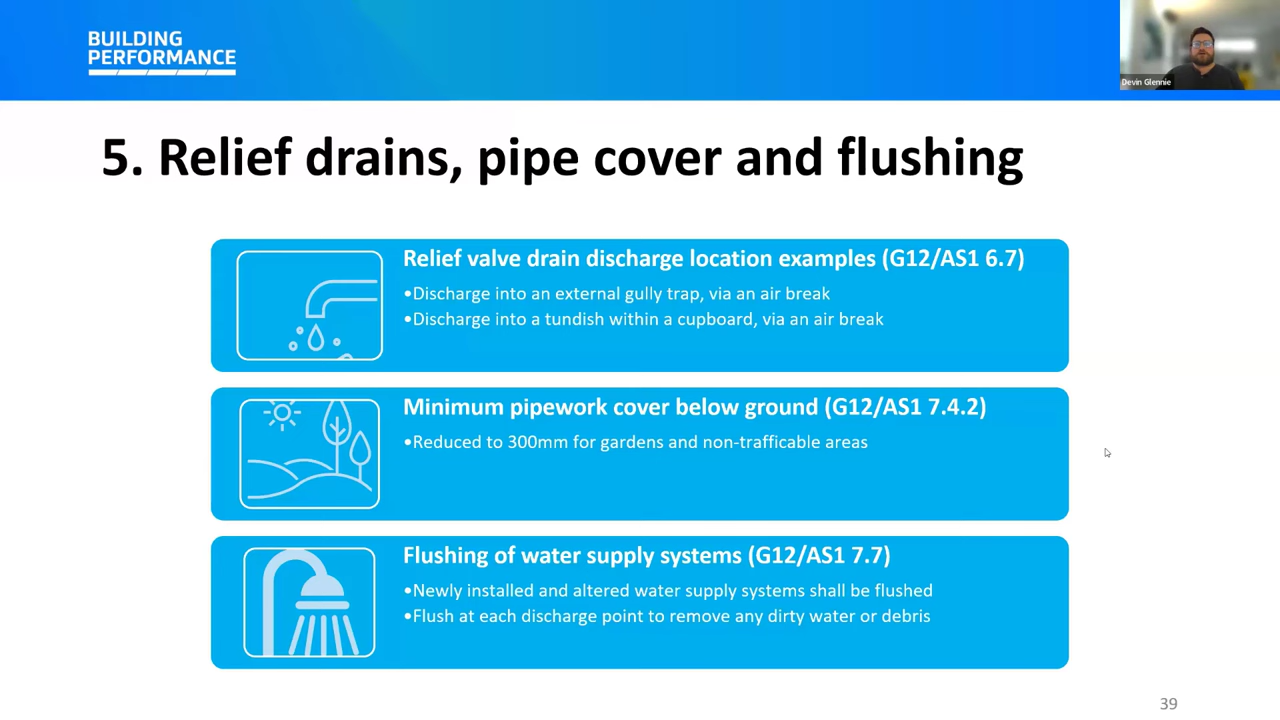 BUILDING
PERFORMANCE
Devin Glennie
5. Relief drains, pipe cover and flushing
Relief valve drain discharge location examples (G12/AS1 6.7)
•Discharge into an external gully trap, via an air break
•Discharge into a tundish within a cupboard, via an air break
Minimum pipework cover below ground (G12/AS1 7.4.2)
•Reduced to 300mm for gardens and non-trafficable areas
Flushing of water supply systems (G12/AS1 7.7)
•Newly installed and altered water supply systems shall be flushed
•Flush at each discharge point to remove any dirty water or debris
39